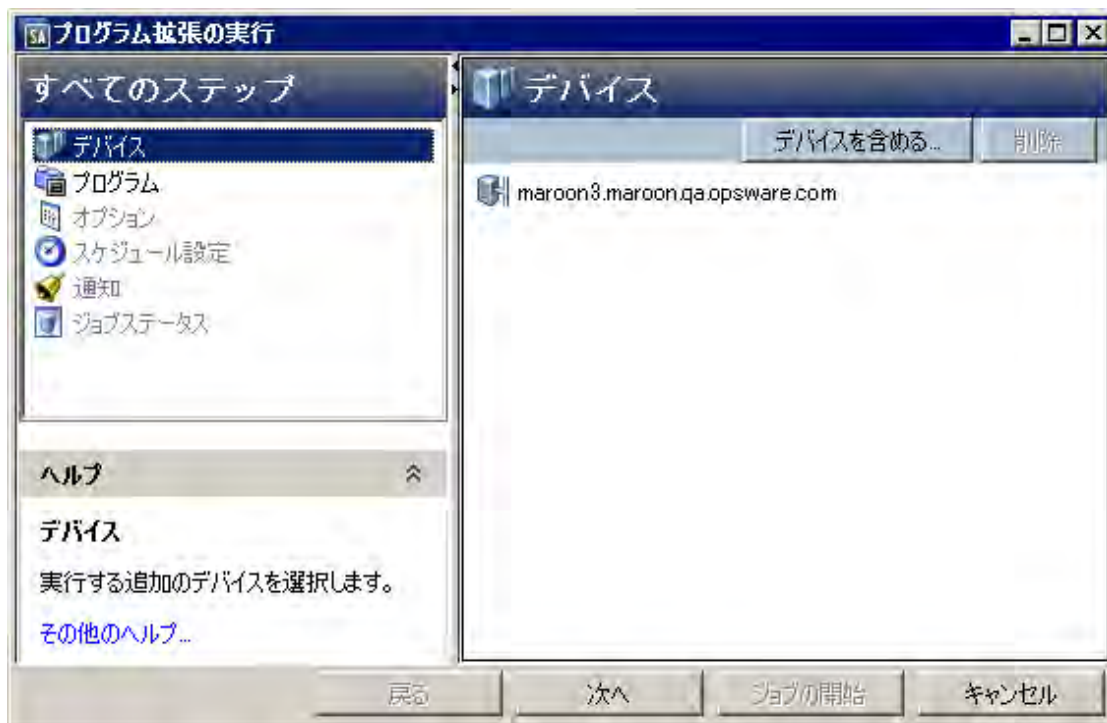 SA プログラム拡張の実行
すべてのステップ
デバイス
プログラム
オプション
スケジュール設定
通知
ジョブステータス
ヘルプ
デバイス
実行する追加のデバイスを選択します。
その他のヘルプ...
デバイス
デバイスを含める... 削除
maroon3.maroon.qa.opsware.com
戻る 次へ ジョブの開始 キャンセル